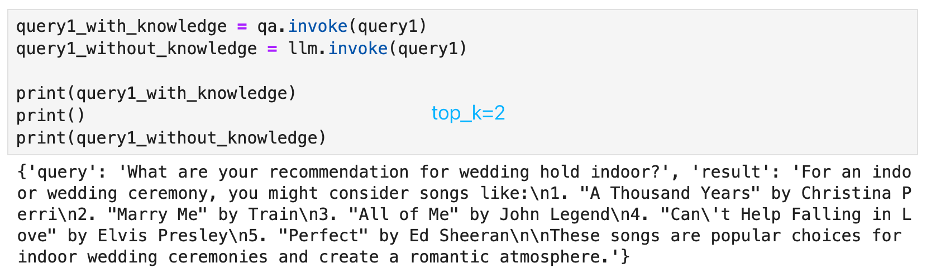 query1_with_knowledge = qa.invoke(query1)
query1_without_knowledge = llm.invoke(query1)
print(query1_with_knowledge)
print()
top_k=2
print(query1_without_knowledge)
{'query': 'What are your recommendation for wedding hold indoor?', 'result': 'For an indo
or wedding ceremony, you might consider songs like:\n1. "A Thousand Years" by Christina P
erri\n2. "Marry Me" by Train\n3. "All of Me" by John Legend\n4. "Can\'t Help Falling in L
ove" by Elvis Presley\n5. "Perfect" by Ed Sheeran\n\nThese songs are popular choices for
indoor wedding ceremonies and create a romantic atmosphere.'}